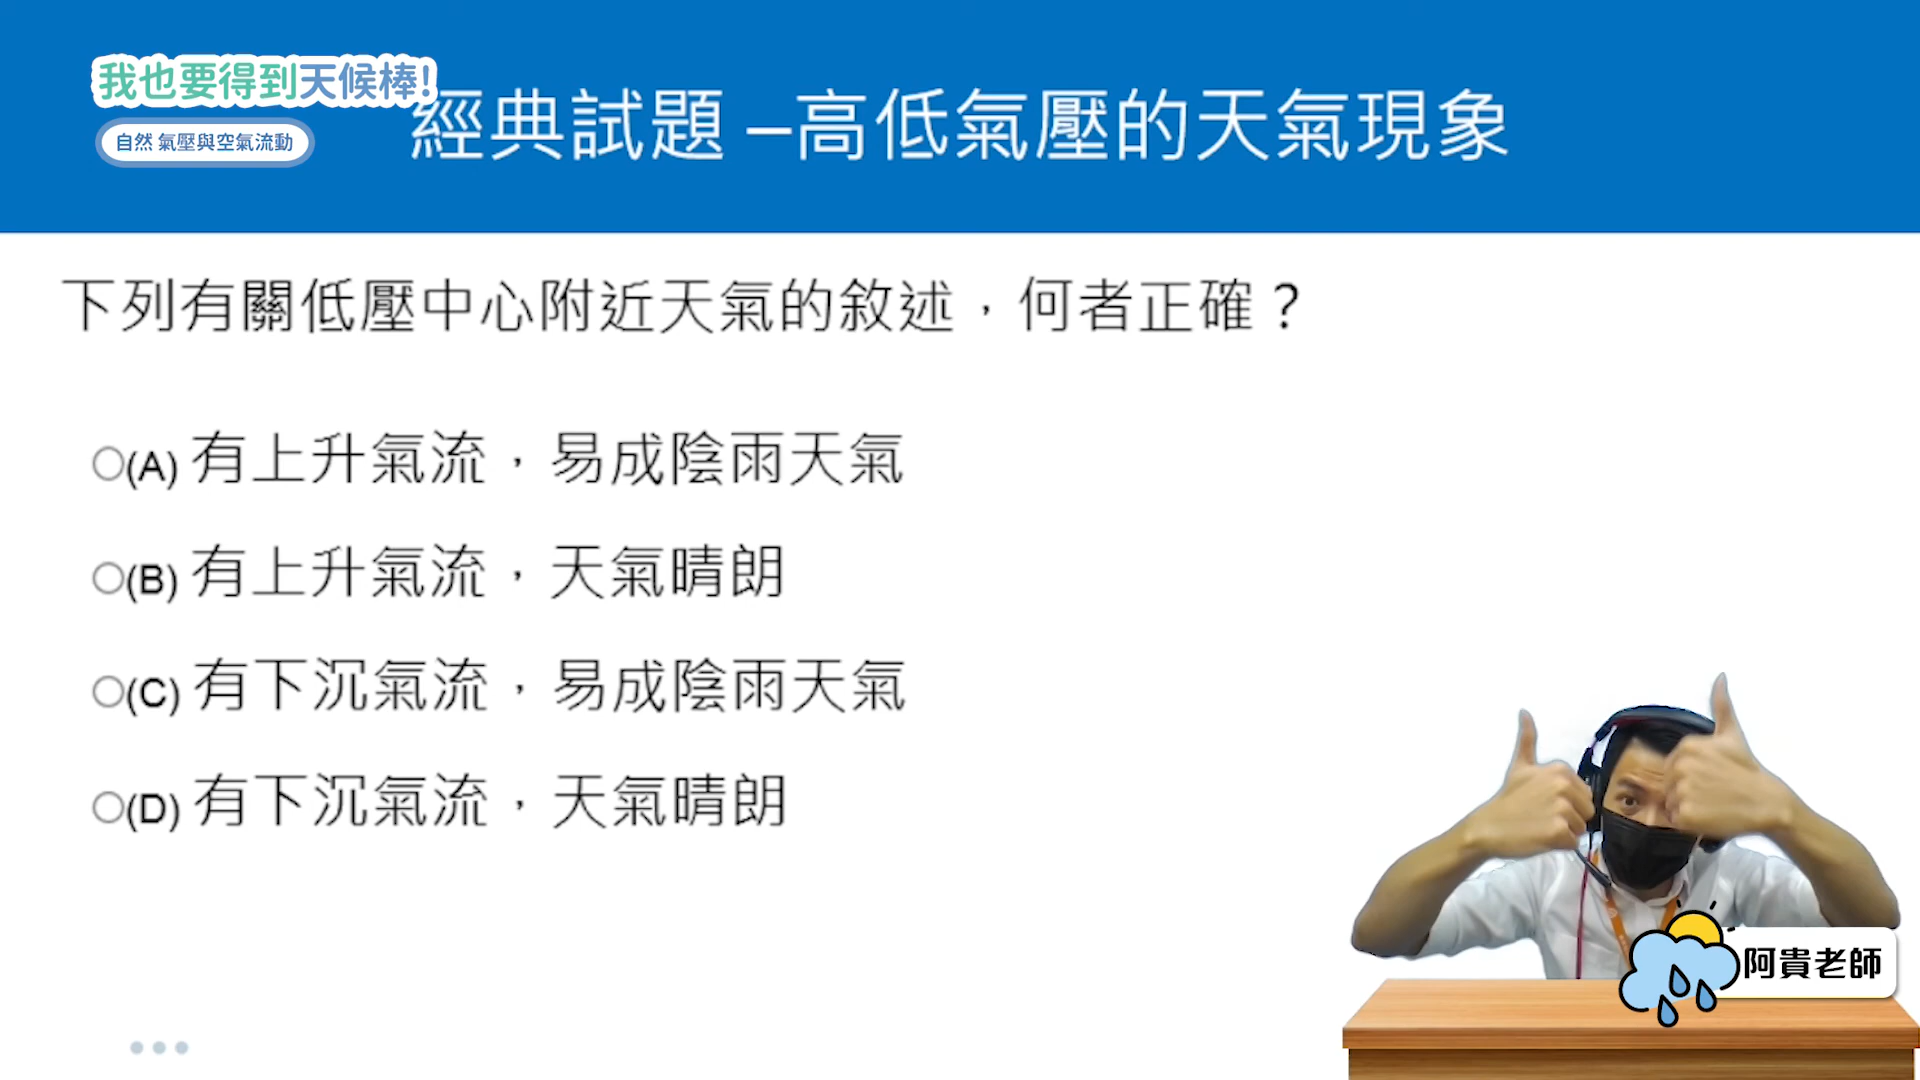 我也要得到天候棒!
自然 氣壓與空氣流動
經典試題 –高低氣壓的天氣現象
下列有關低壓中心附近天氣的敘述，何者正確？
(A) 有上升氣流，易成陰雨天氣
(B) 有上升氣流，天氣晴朗
(C) 有下沉氣流，易成陰雨天氣
(D) 有下沉氣流，天氣晴朗
阿貴老師